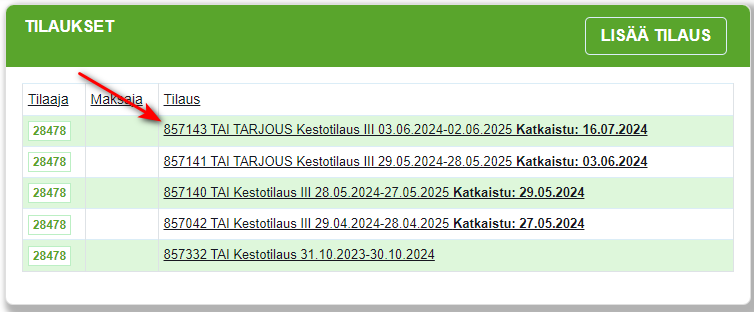 TILAUKSET
LISÄÄ TILAUS
Tilaaja Maksaja Tilaus
28478 857143 TAI TARJOUS Kestotilaus III 03.06.2024-02.06.2025 Katkaistu: 16.07.2024
28478 857141 TAI TARJOUS Kestotilaus III 29.05.2024-28.05.2025 Katkaistu: 03.06.2024
28478 857140 TAI Kestotilaus III 28.05.2024-27.05.2025 Katkaistu: 29.05.2024
28478 857042 TAI Kestotilaus III 29.04.2024-28.04.2025 Katkaistu: 27.05.2024
28478 857332 TAI Kestotilaus 31.10.2023-30.10.2024